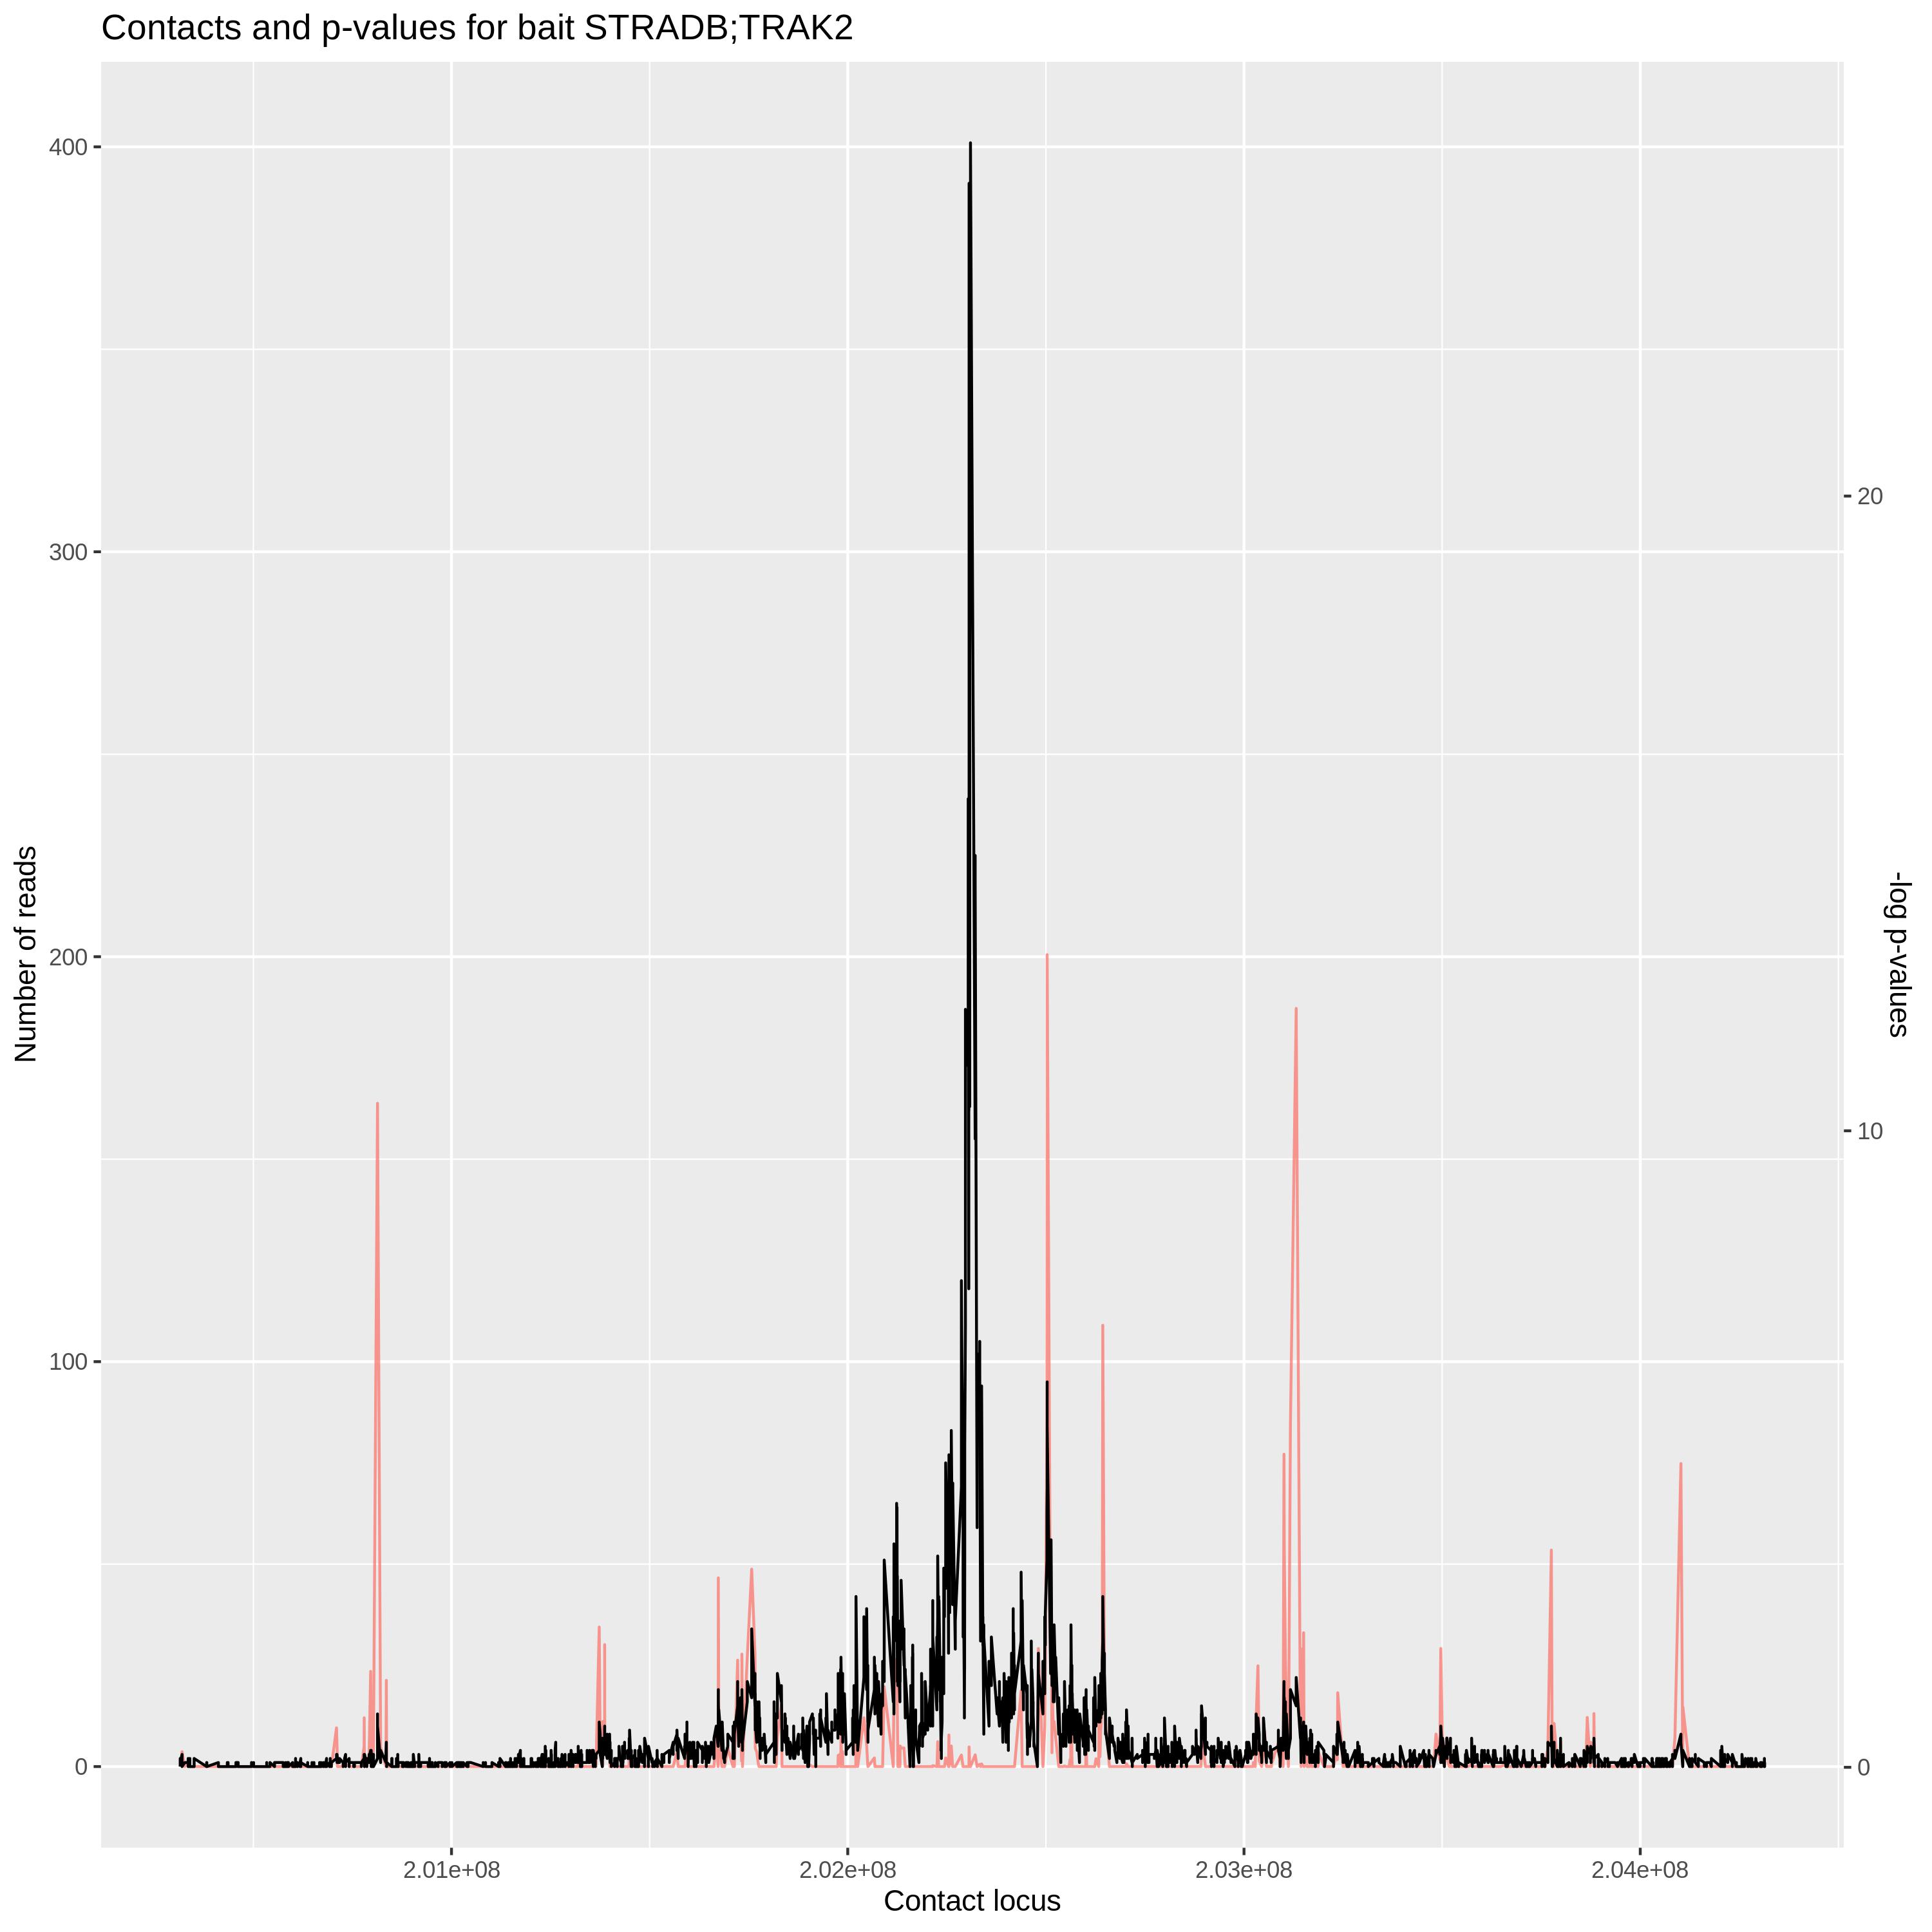 Contacts and p-values for bait STRADB;TRAK2
400
300
200
100
0
Number of reads
20
10
0
-log p-values
2.01e+08
2.02e+08
2.03e+08
2.04e+08
Contact locus